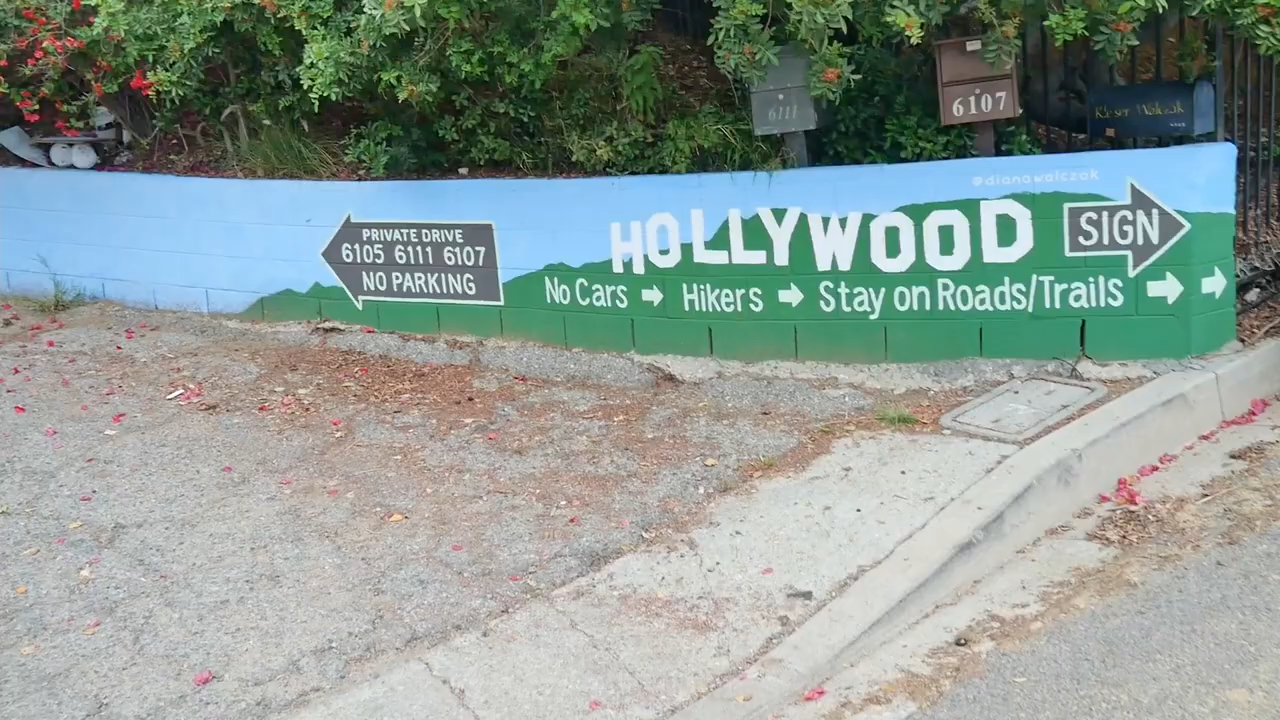 6111
6107
Kleiser Walczak
@dianawalczak
PRIVATE DRIVE
6105 6111 6107
NO PARKING
HOLLYWOOD SIGN
No Cars → Hikers → Stay on Roads/Trails → →